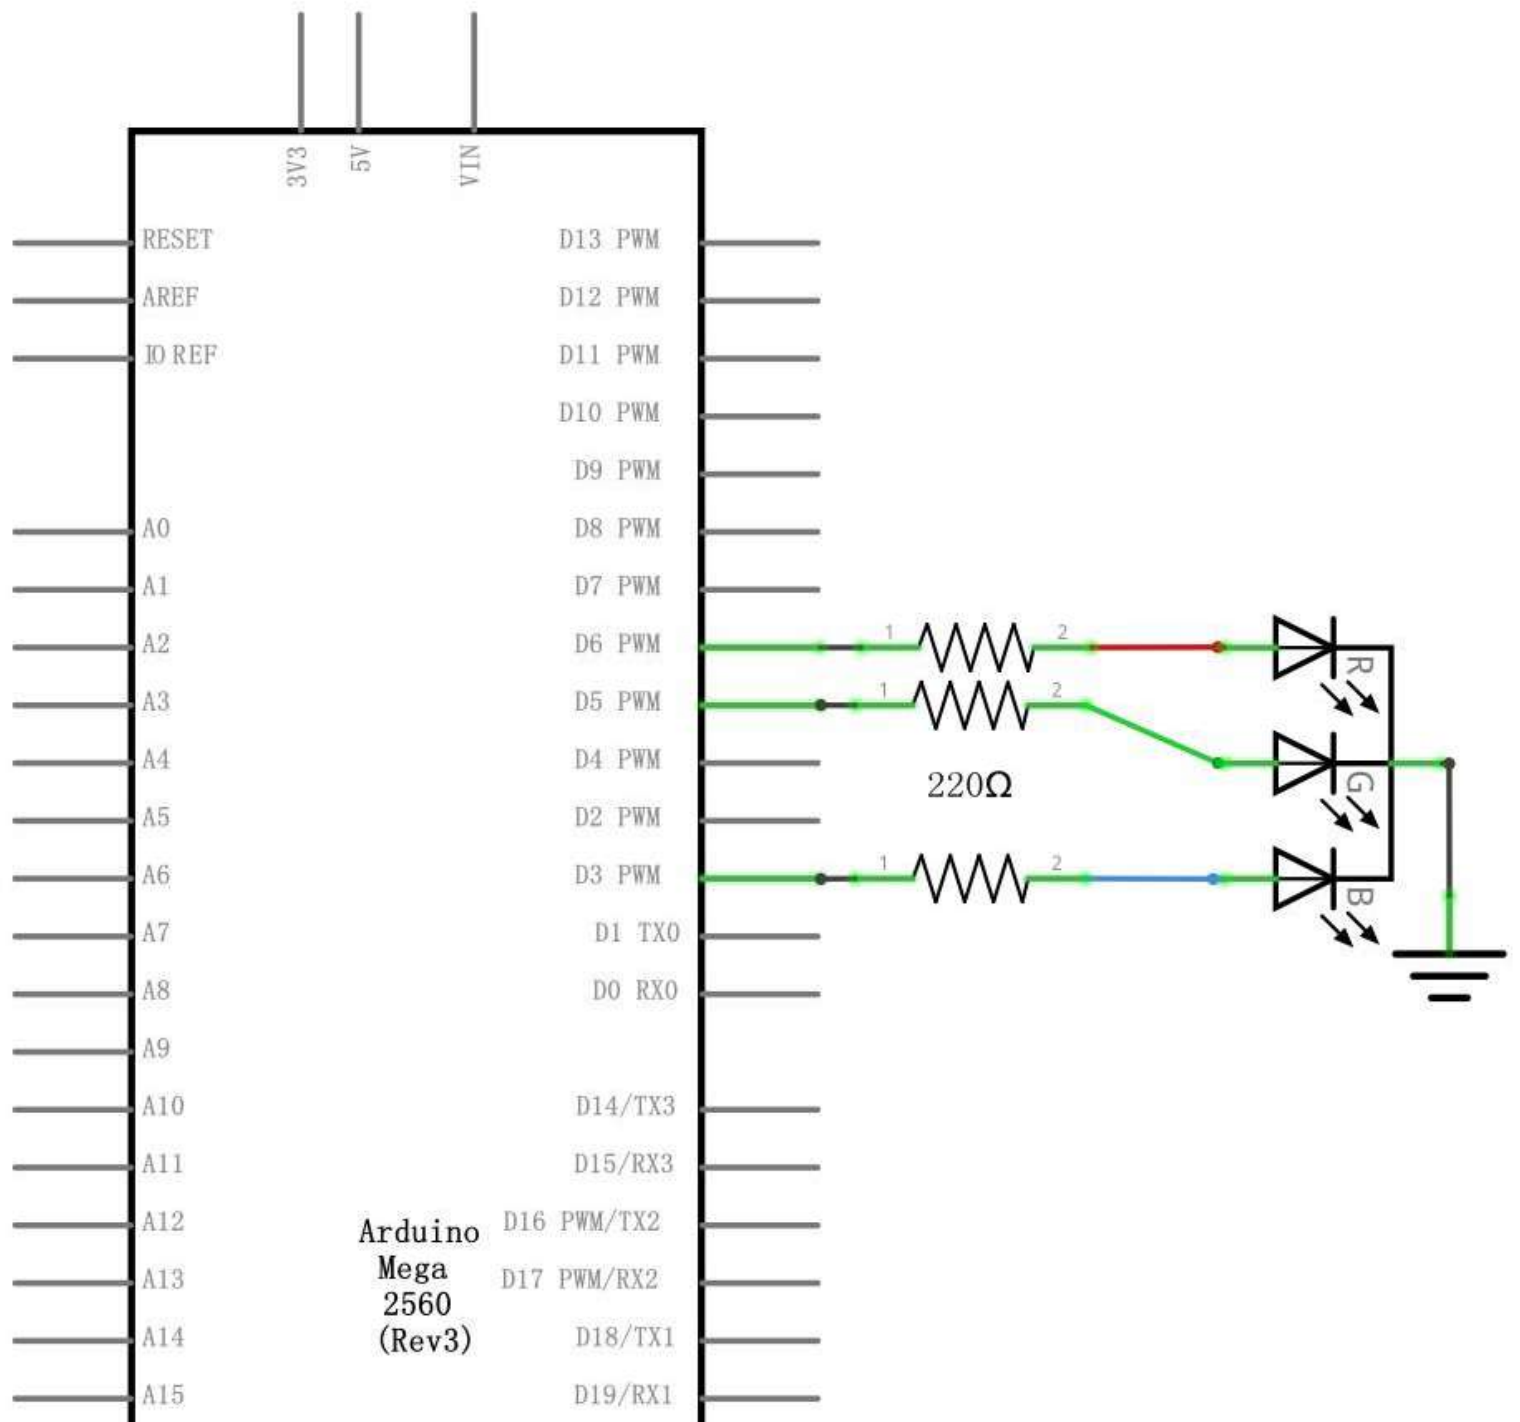 3V3 5V VIN
RESET D13 PWM
AREF D12 PWM
IO REF D11 PWM
D10 PWM
D9 PWM
A0 D8 PWM
A1 D7 PWM
A2 D6 PWM 1 2 R
A3 D5 PWM 1 2
A4 D4 PWM 220Ω G
A5 D2 PWM
A6 D3 PWM 1 2 B
A7 D1 TX0
A8 D0 RX0
A9
A10 D14/TX3
A11 D15/RX3
A12 D16 PWM/TX2
A13 D17 PWM/RX2
A14 D18/TX1
A15 D19/RX1
Arduino
Mega
2560
(Rev3)